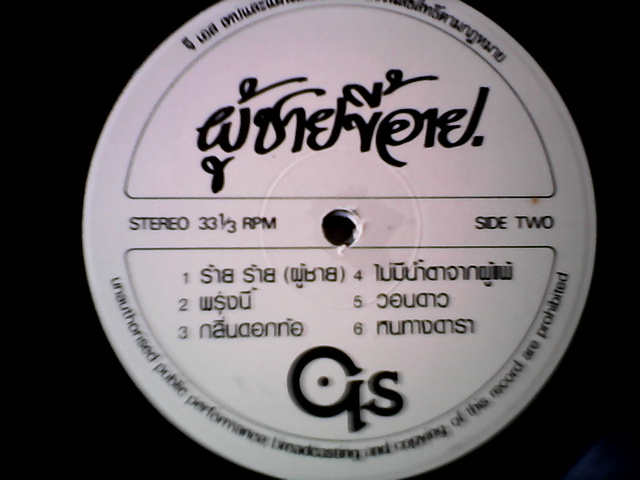 ผู้ชายขี้อาย.
STEREO 33 1/3 RPM
SIDE TWO
1 ร้าย ร้าย (ผู้ชาย)
2 พรุ่งนี้
3 กลิ่นดอกท้อ
4 ไม่มีน้ำตาจากผู้แพ้
5 วอนดาว
6 หนทางดารา
unauthorised public performance broadcasting and copying of this record are prohibited